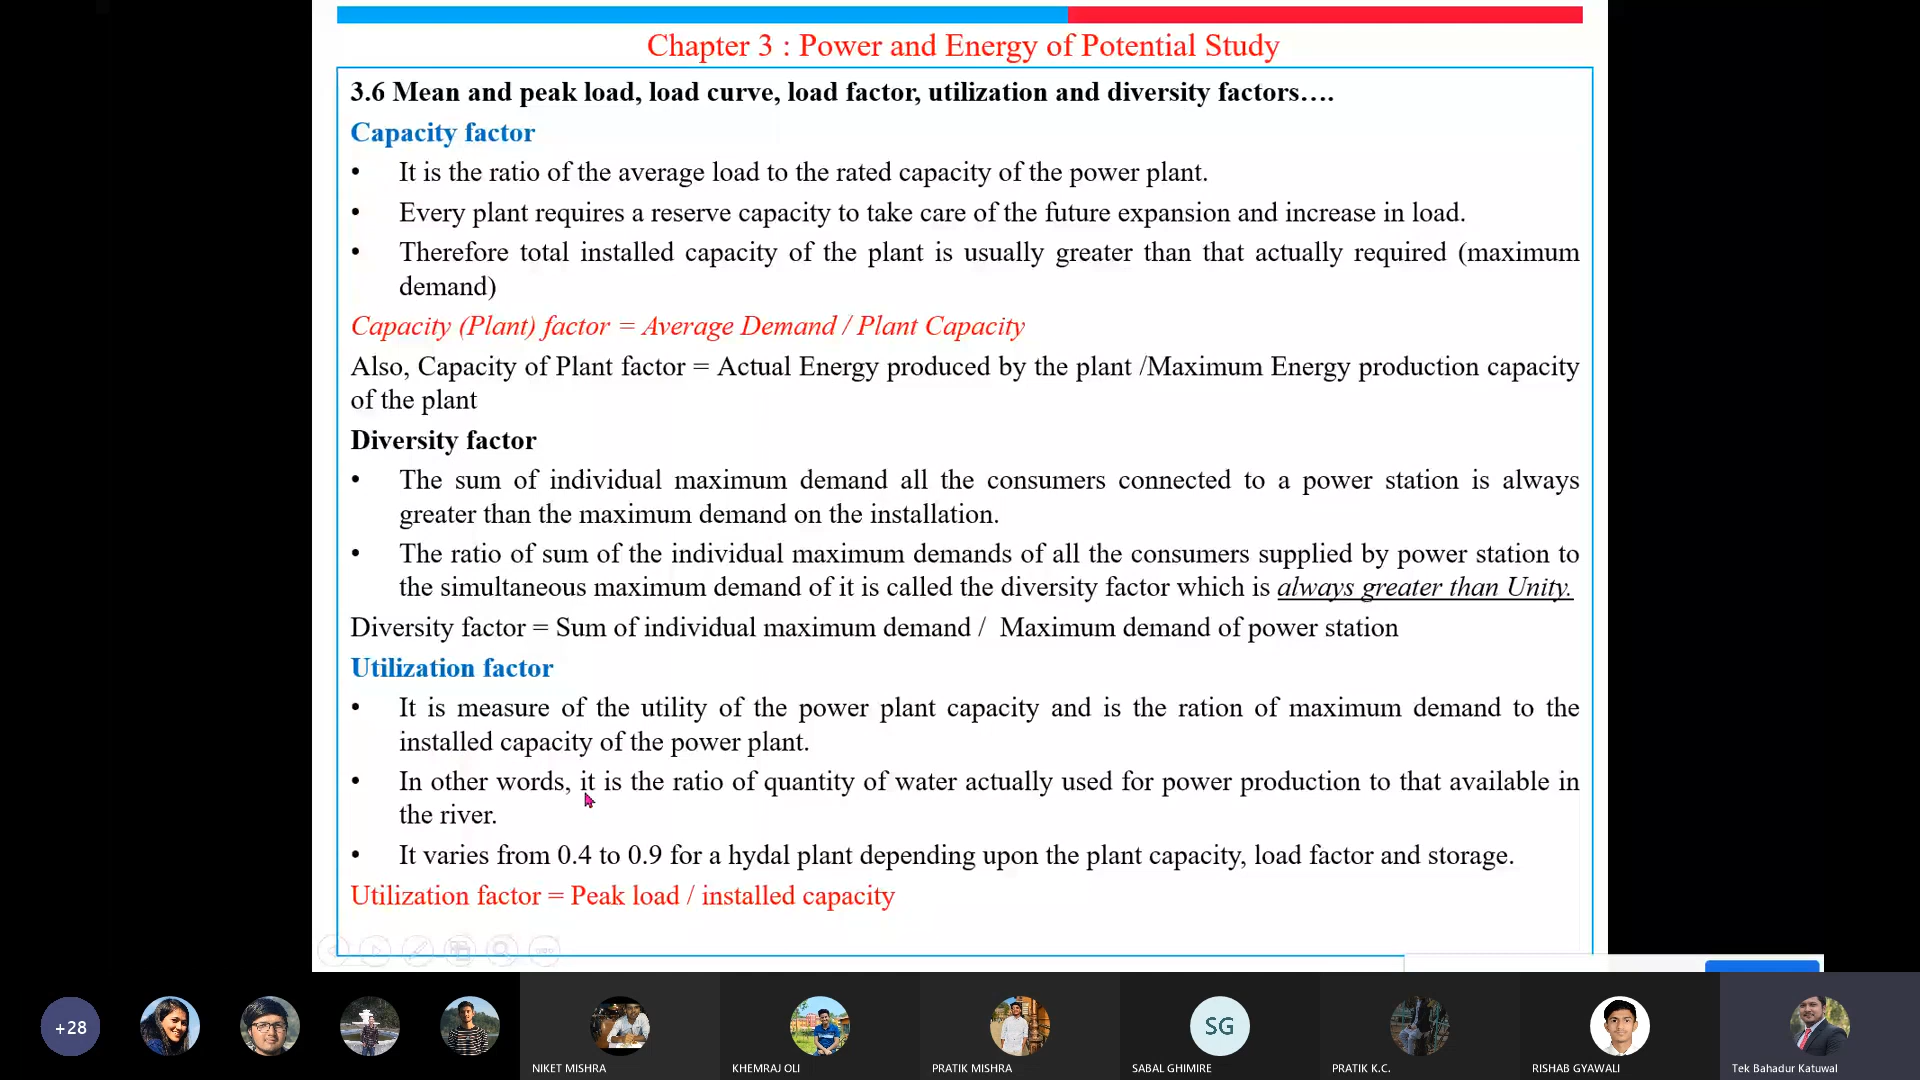 Chapter 3 : Power and Energy of Potential Study
3.6 Mean and peak load, load curve, load factor, utilization and diversity factors….
Capacity factor
• It is the ratio of the average load to the rated capacity of the power plant.
• Every plant requires a reserve capacity to take care of the future expansion and increase in load.
• Therefore total installed capacity of the plant is usually greater than that actually required (maximum
demand)
Capacity (Plant) factor = Average Demand / Plant Capacity
Also, Capacity of Plant factor = Actual Energy produced by the plant /Maximum Energy production capacity
of the plant
Diversity factor
• The sum of individual maximum demand all the consumers connected to a power station is always
greater than the maximum demand on the installation.
• The ratio of sum of the individual maximum demands of all the consumers supplied by power station to
the simultaneous maximum demand of it is called the diversity factor which is always greater than Unity.
Diversity factor = Sum of individual maximum demand / Maximum demand of power station
Utilization factor
• It is measure of the utility of the power plant capacity and is the ration of maximum demand to the
installed capacity of the power plant.
• In other words, it is the ratio of quantity of water actually used for power production to that available in
the river.
• It varies from 0.4 to 0.9 for a hydal plant depending upon the plant capacity, load factor and storage.
Utilization factor = Peak load / installed capacity
+28
SG
NIKET MISHRA
KHEMRAJ OLI
PRATIK MISHRA
SABAL GHIMIRE
PRATIK K.C.
RISHAB GYAWALI
Tek Bahadur Katuwal